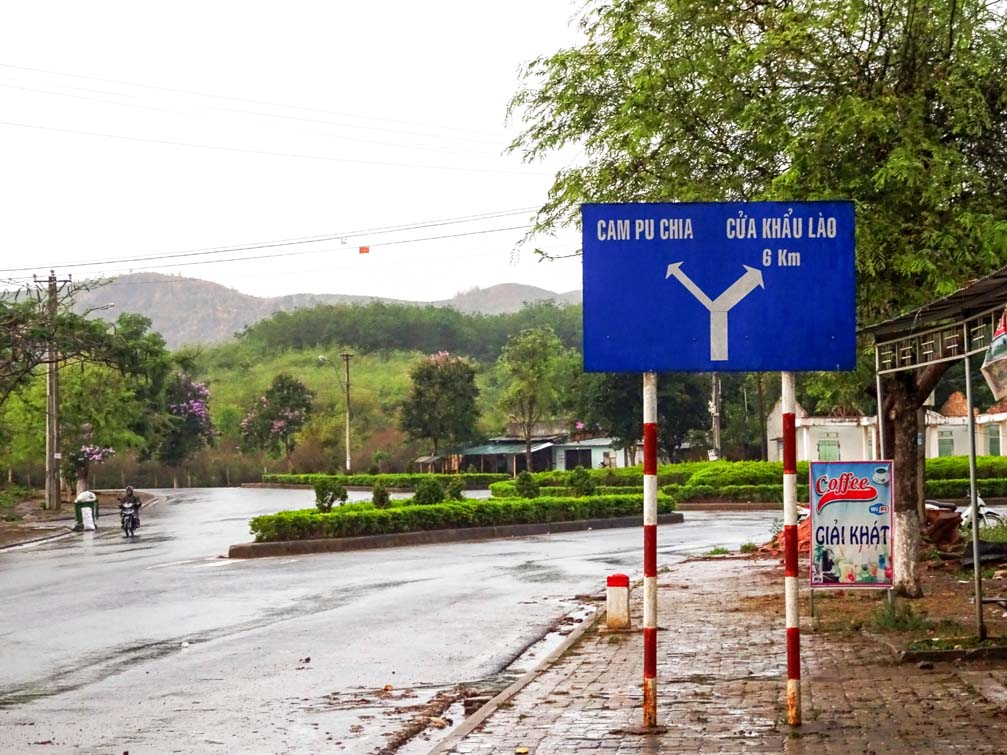 CAM PU CHIA
CỬA KHẨU LÀO
6 Km
Coffee
GIẢI KHÁT